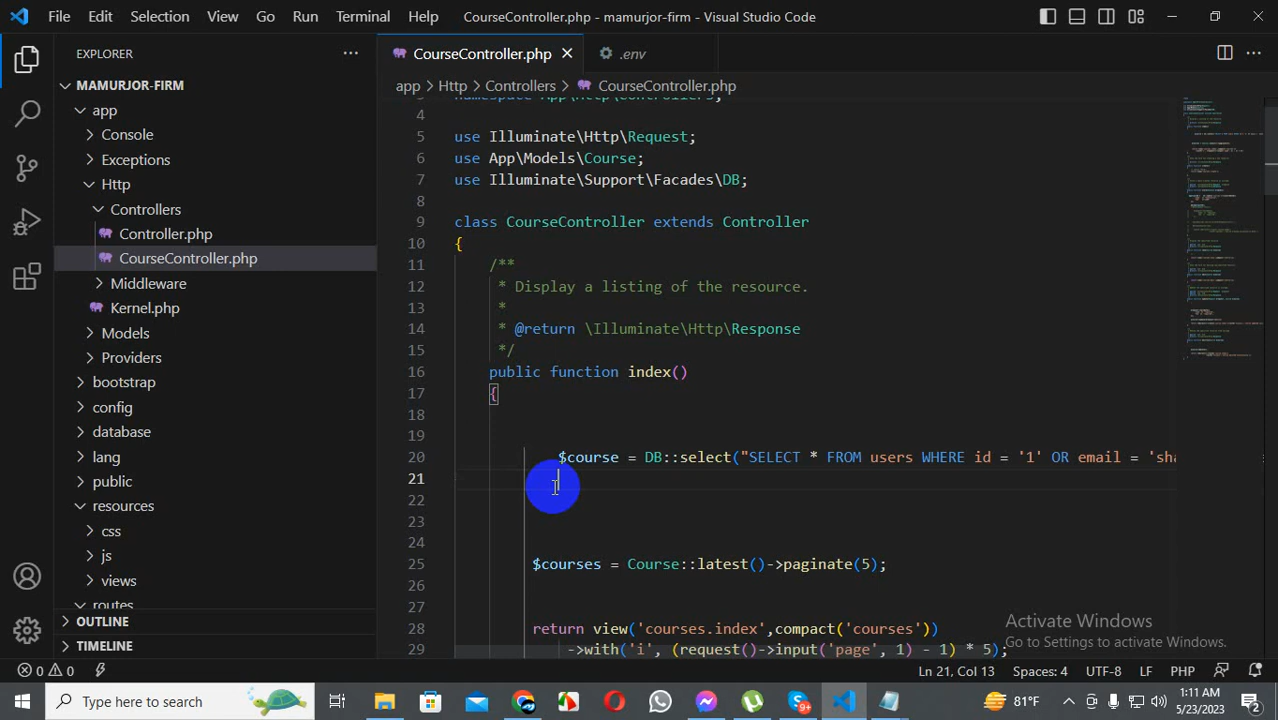 File Edit Selection View Go Run Terminal Help CourseController.php - mamurjor-firm - Visual Studio Code
EXPLORER
MAMURJOR-FIRM
app
Console
Exceptions
Http
Controllers
Controller.php
CourseController.php
Middleware
Kernel.php
Models
Providers
bootstrap
config
database
lang
public
resources
css
js
views
routes
OUTLINE
TIMELINE
CourseController.php .env
app > Http > Controllers > CourseController.php
namespace App\Http\Controllers;
4
5 use Illuminate\Http\Request;
6 use App\Models\Course;
7 use Illuminate\Support\Facades\DB;
8
9 class CourseController extends Controller
10 {
11 /**
12 * Display a listing of the resource.
13 *
14 * @return \Illuminate\Http\Response
15 */
16 public function index()
17 {
18
19
20 $course = DB::select("SELECT * FROM users WHERE id = '1' OR email = 'sha
21
22
23
24
25 $courses = Course::latest()->paginate(5);
26
27
28 return view('courses.index',compact('courses'))
29 ->with('i', (request()->input('page', 1) - 1) * 5);
Activate Windows
Go to Settings to activate Windows.
0 0 Ln 21, Col 13 Spaces: 4 UTF-8 LF PHP
Type here to search 9+ 81°F 1:11 AM
5/23/2023 2